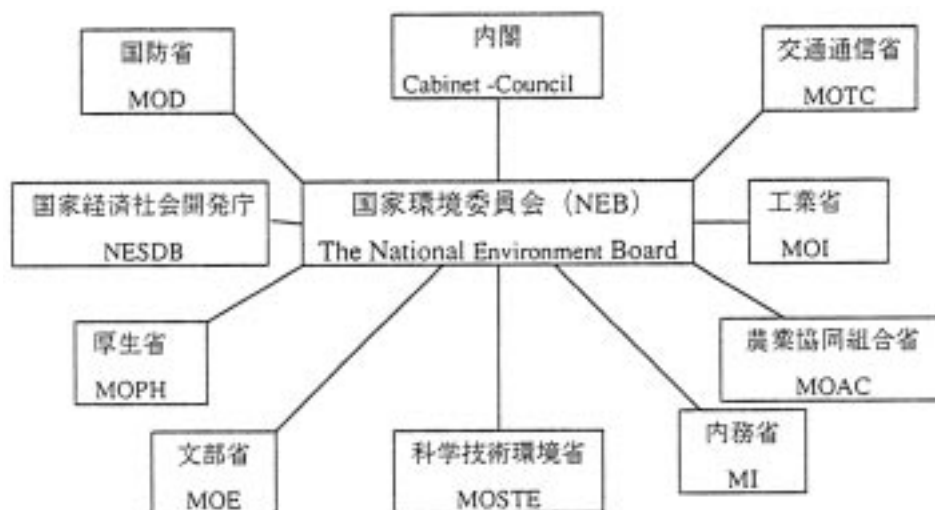 国防省
MOD
内閣
Cabinet -Council
交通通信省
MOTC
国家経済社会開発庁
NESDB
国家環境委員会（NEB）
The National Environment Board
工業省
MOI
厚生省
MOPH
農業協同組合省
MOAC
文部省
MOE
科学技術環境省
MOSTE
内務省
MI